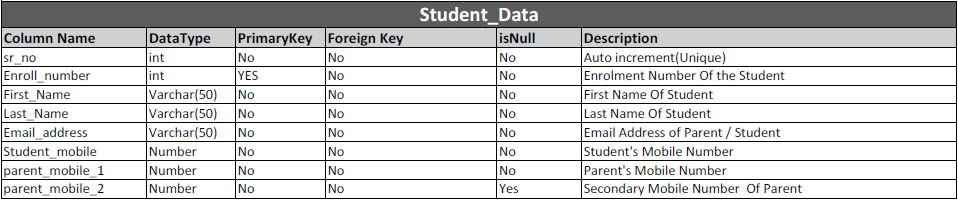 Student_Data
Column Name DataType PrimaryKey Foreign Key isNull Description
sr_no int No No No Auto increment(Unique)
Enroll_number int YES No No Enrolment Number Of the Student
First_Name Varchar(50) No No No First Name Of Student
Last_Name Varchar(50) No No No Last Name Of Student
Email_address Varchar(50) No No No Email Address of Parent / Student
Student_mobile Number No No No Student's Mobile Number
parent_mobile_1 Number No No No Parent's Mobile Number
parent_mobile_2 Number No No Yes Secondary Mobile Number Of Parent